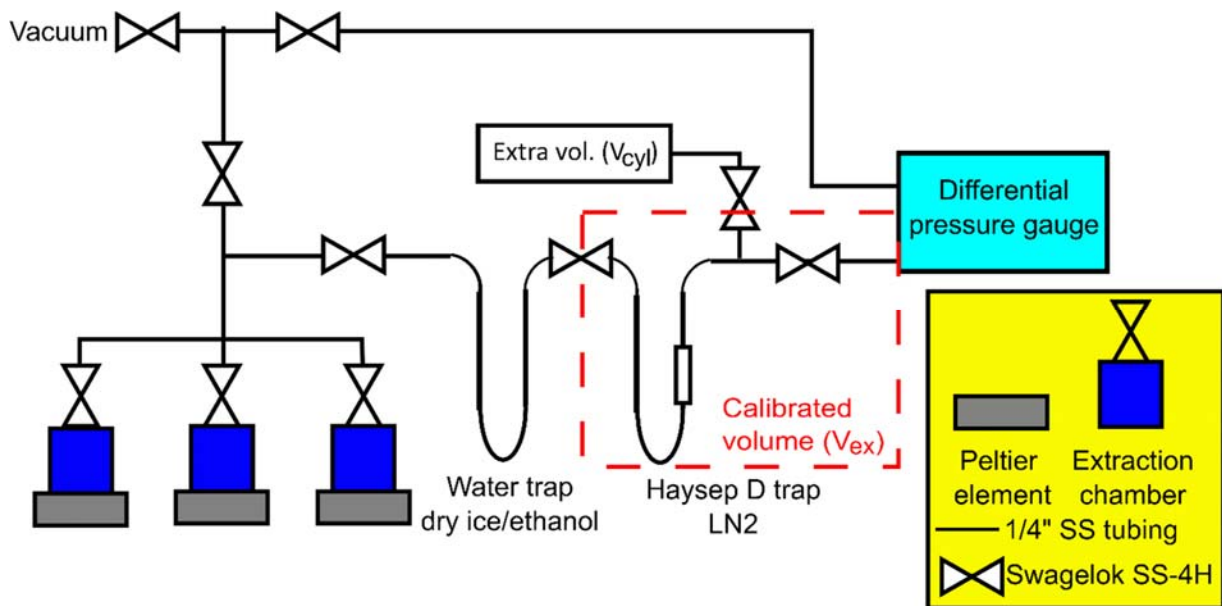 Vacuum
Extra vol. (Vcyl)
Differential
pressure gauge
Calibrated
volume (Vex)
Water trap
dry ice/ethanol
Haysep D trap
LN2
Peltier
element
Extraction
chamber
1/4" SS tubing
Swagelok SS-4H